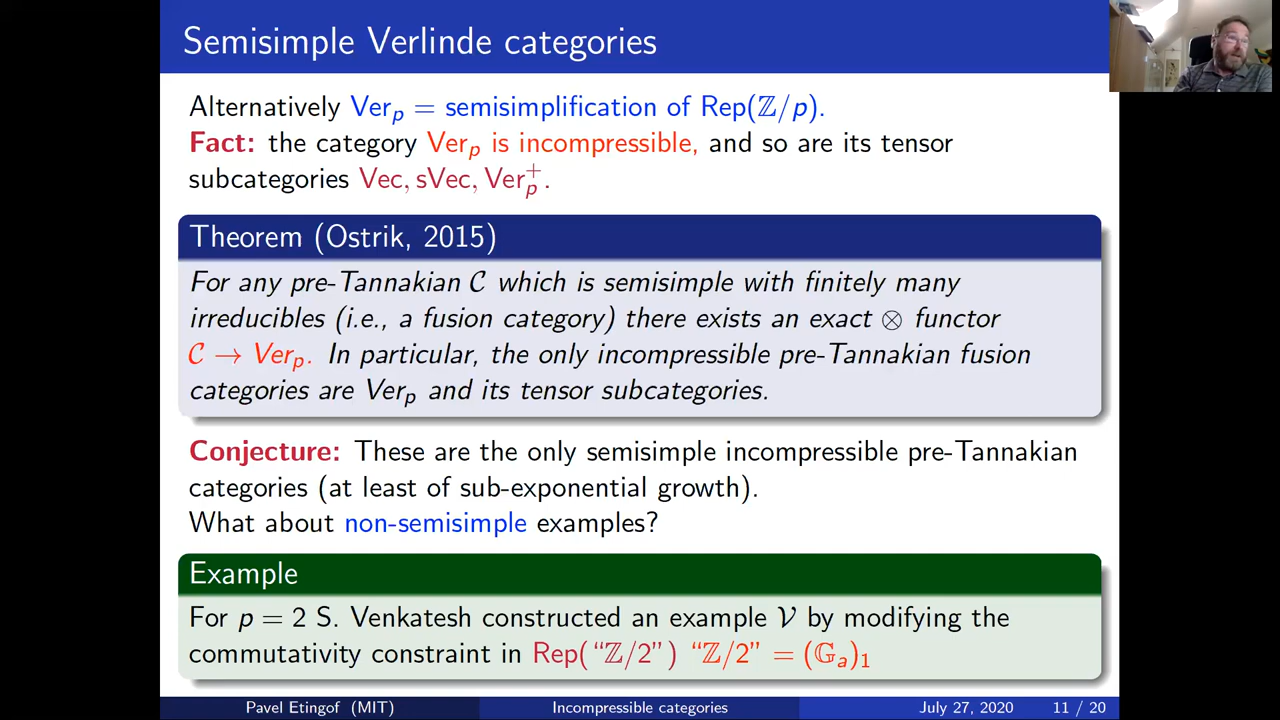 Semisimple Verlinde categories
Alternatively Ver_p = semisimplification of Rep(ℤ/p).
Fact: the category Ver_p is incompressible, and so are its tensor
subcategories Vec, sVec, Ver_p^+.
Theorem (Ostrik, 2015)
For any pre-Tannakian 𝒞 which is semisimple with finitely many
irreducibles (i.e., a fusion category) there exists an exact ⊗ functor
𝒞 → Ver_p. In particular, the only incompressible pre-Tannakian fusion
categories are Ver_p and its tensor subcategories.
Conjecture: These are the only semisimple incompressible pre-Tannakian
categories (at least of sub-exponential growth).
What about non-semisimple examples?
Example
For p = 2 S. Venkatesh constructed an example 𝒱 by modifying the
commutativity constraint in Rep(“ℤ/2”) “ℤ/2” = (𝔾_a)_1
Pavel Etingof (MIT) Incompressible categories July 27, 2020 11 / 20